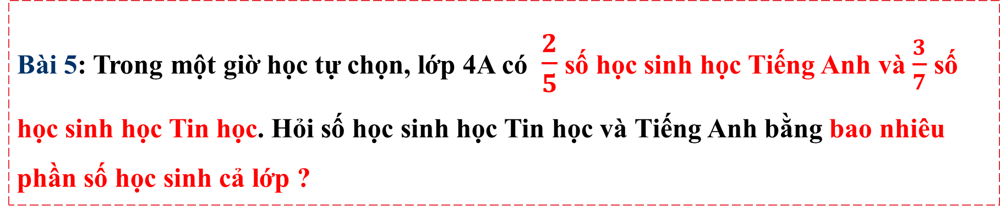 Bài 5: Trong một giờ học tự chọn, lớp 4A có 2/5 số học sinh học Tiếng Anh và 3/7 số
học sinh học Tin học. Hỏi số học sinh học Tin học và Tiếng Anh bằng bao nhiêu
phần số học sinh cả lớp ?